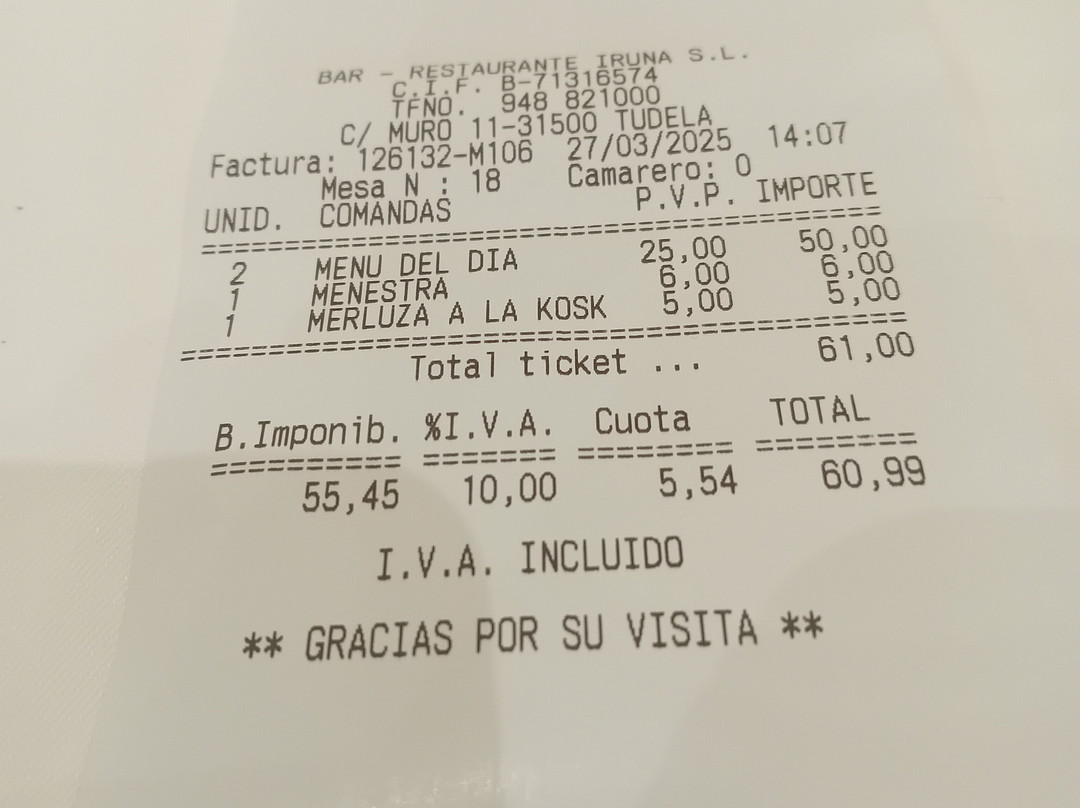 BAR - RESTAURANTE IRUNA S.L.
C.I.F. B-71316574
TFNO. 948 821000
C/ MURO 11-31500 TUDELA
Factura: 126132-M106 27/03/2025 14:07
Mesa N : 18 Camarero: 0
UNID. COMANDAS P.V.P. IMPORTE
========================================
2 MENU DEL DIA 25,00 50,00
1 MENESTRA 6,00 6,00
1 MERLUZA A LA KOSK 5,00 5,00
========================================
Total ticket ... 61,00
B.Imponib. %I.V.A. Cuota TOTAL
========== ======= ======== ========
55,45 10,00 5,54 60,99
I.V.A. INCLUIDO
** GRACIAS POR SU VISITA **